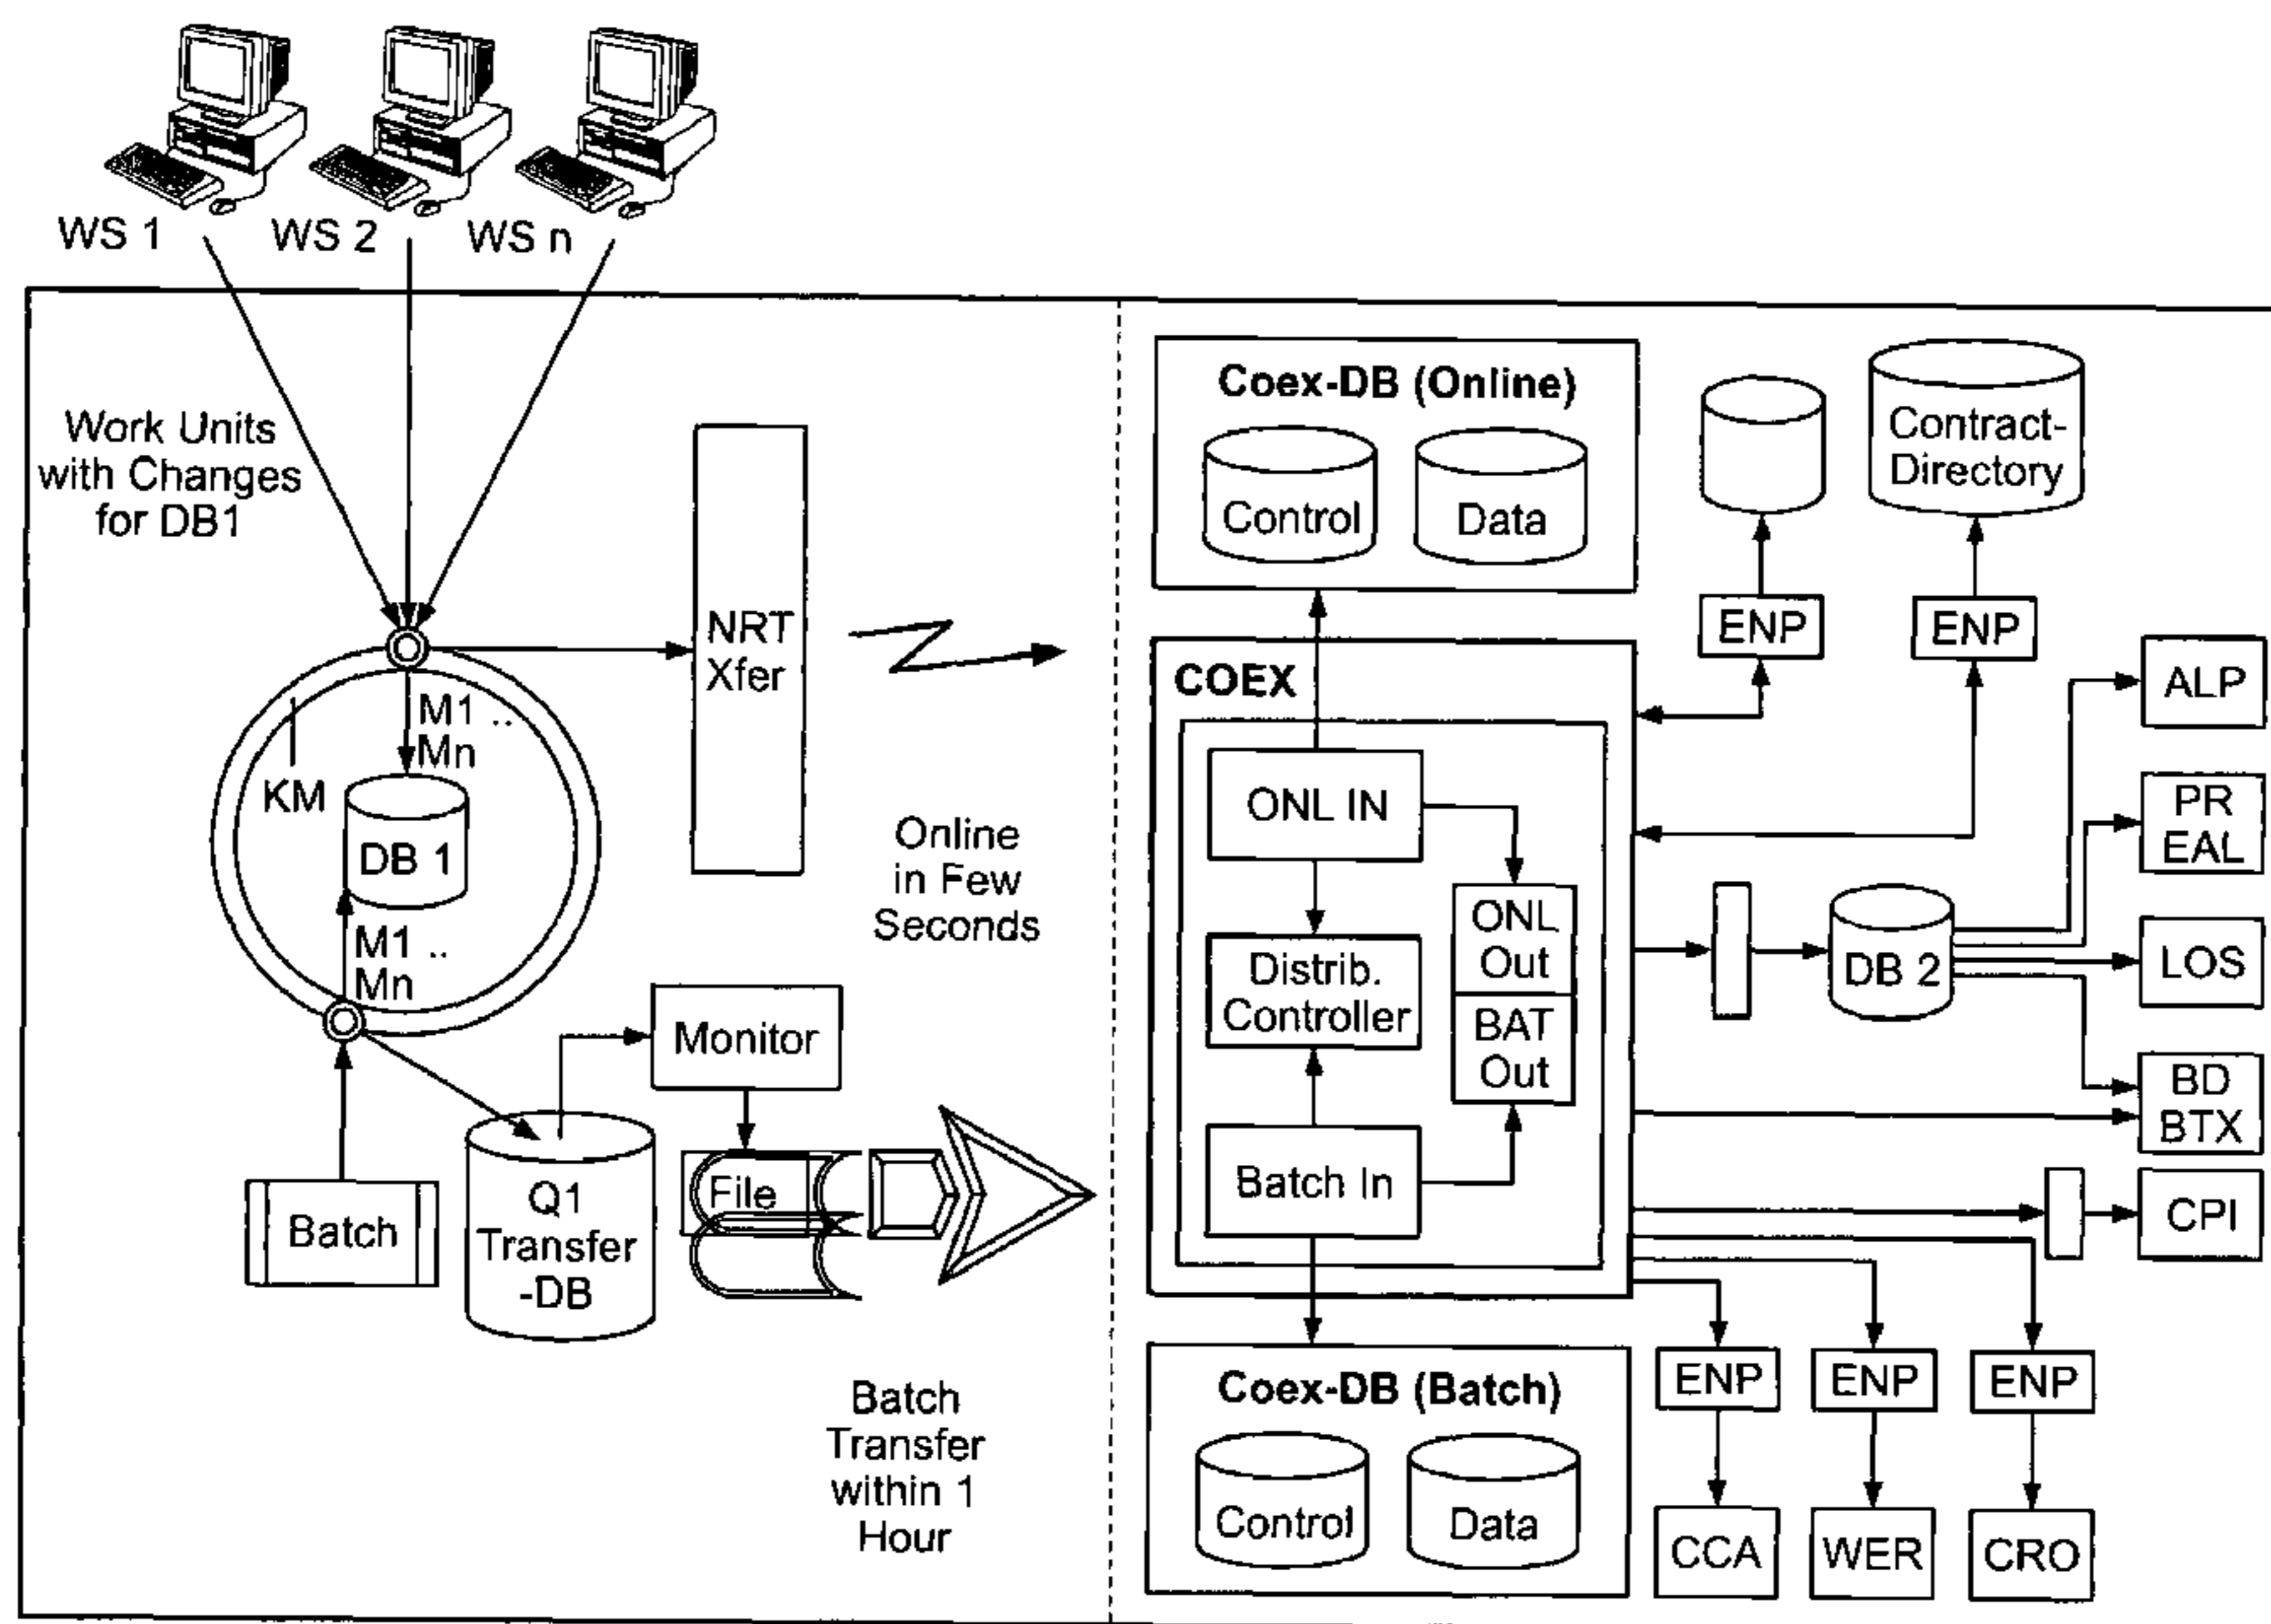 WS 1
WS 2
WS n
Work Units
with Changes
for DB1
NRT
Xfer
M1 ..
Mn
KM
DB 1
M1 ..
Mn
Online
in Few
Seconds
Monitor
File
Batch
Q1
Transfer
-DB
Batch
Transfer
within 1
Hour
Coex-DB (Online)
Control
Data
COEX
ONL IN
Distrib.
Controller
ONL
Out
BAT
Out
Batch In
Coex-DB (Batch)
Control
Data
Contract-
Directory
ENP
ENP
DB 2
ALP
PR
EAL
LOS
BD
BTX
CPI
ENP
ENP
ENP
CCA
WER
CRO